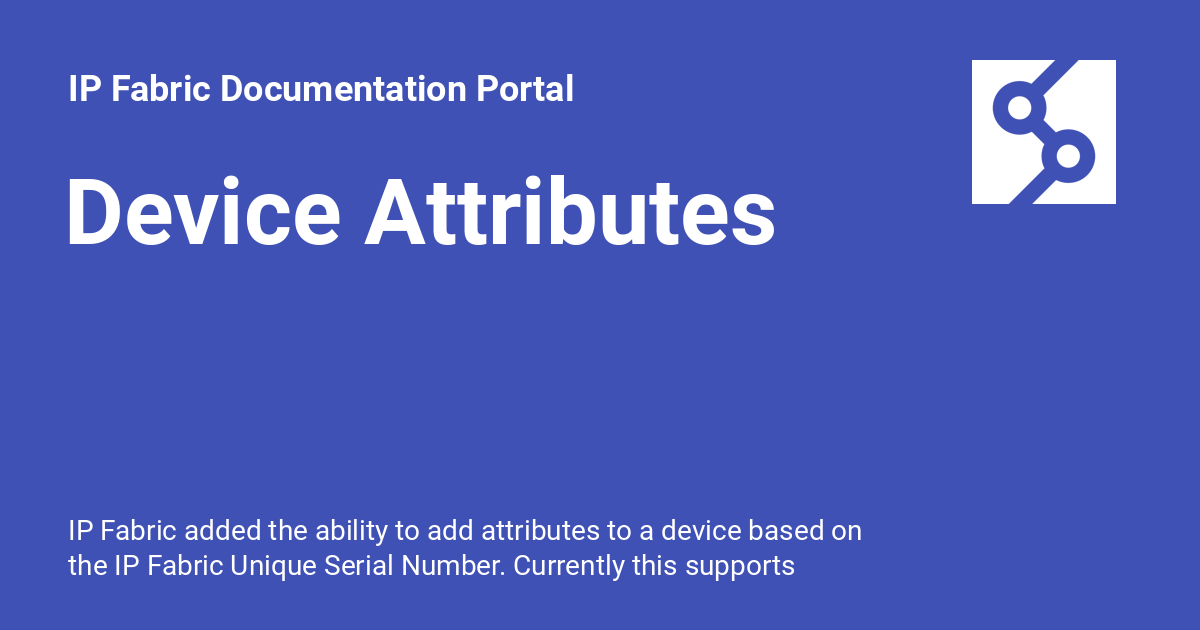 IP Fabric Documentation Portal
Device Attributes
IP Fabric added the ability to add attributes to a device based on
the IP Fabric Unique Serial Number. Currently this supports